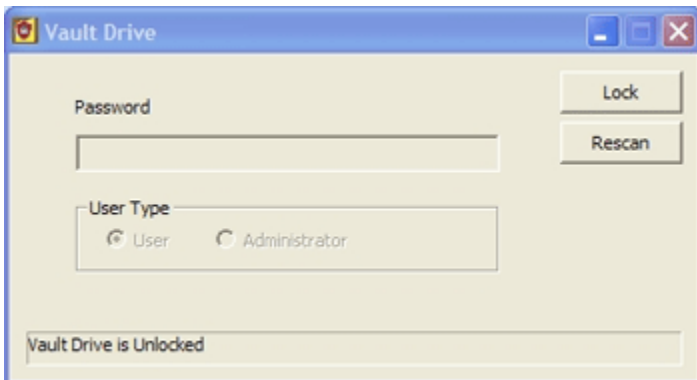 Vault Drive
Lock
Password
Rescan
User Type
User Administrator
Vault Drive is Unlocked